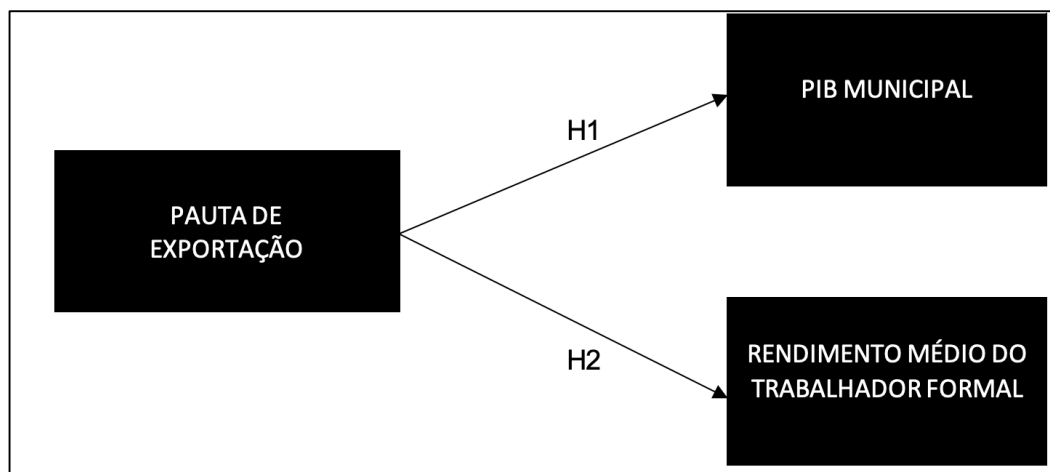 PIB MUNICIPAL
H1
PAUTA DE
EXPORTAÇÃO
H2
RENDIMENTO MÉDIO DO
TRABALHADOR FORMAL